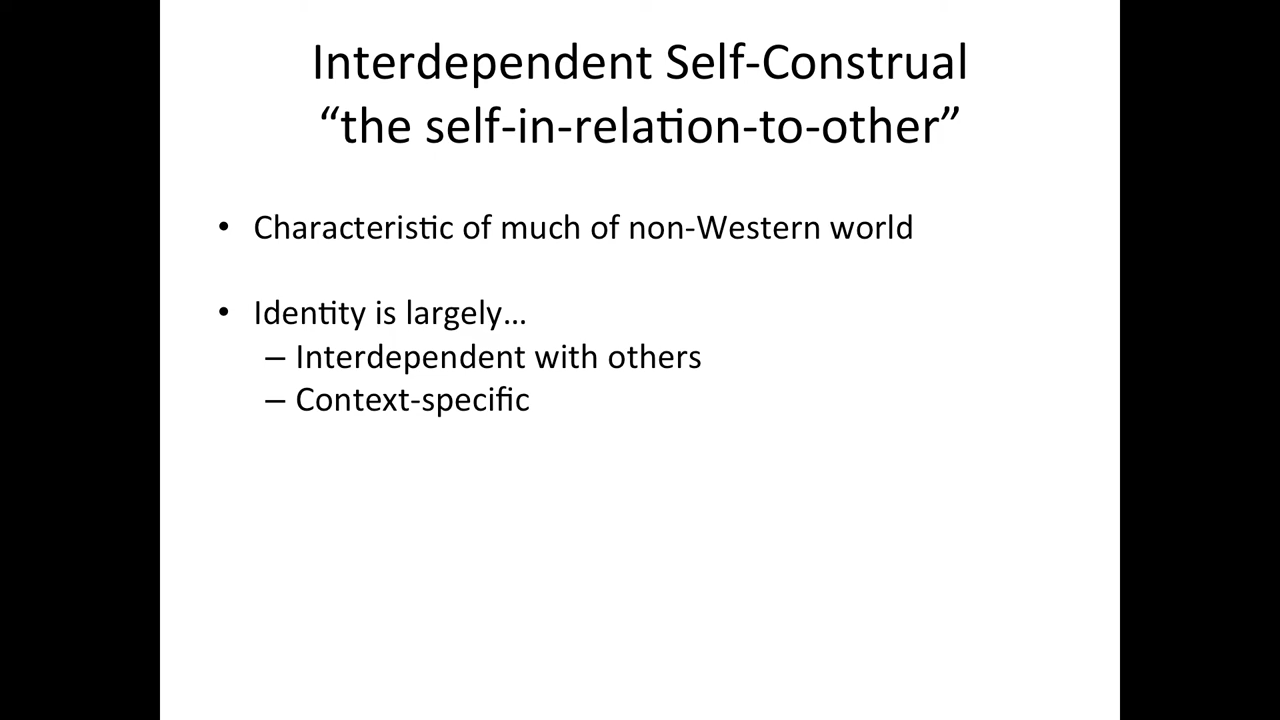 Interdependent Self-Construal
“the self-in-relation-to-other”
• Characteristic of much of non-Western world
• Identity is largely…
– Interdependent with others
– Context-specific